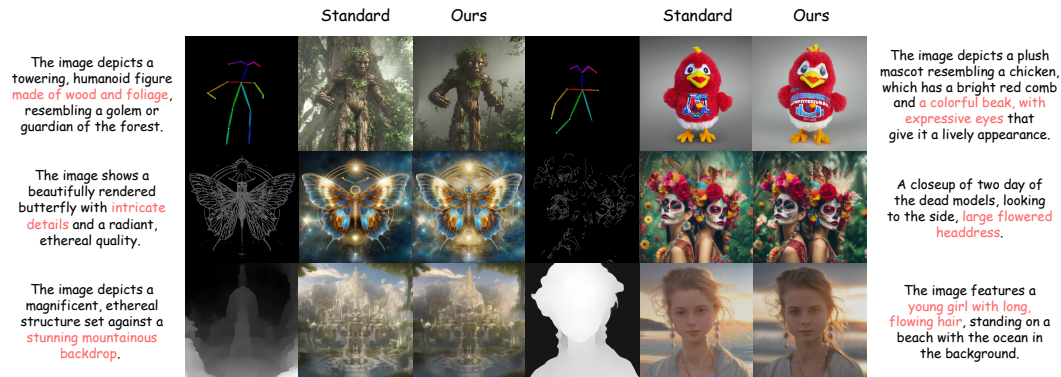 Standard
Ours
Standard
Ours
The image depicts a
towering, humanoid figure
made of wood and foliage,
resembling a golem or
guardian of the forest.
The image depicts a plush
mascot resembling a chicken,
which has a bright red comb
and a colorful beak, with
expressive eyes that
give it a lively appearance.
The image shows a
beautifully rendered
butterfly with intricate
details and a radiant,
ethereal quality.
A closeup of two day of
the dead models, looking
to the side, large flowered
headdress.
The image depicts a
magnificent, ethereal
structure set against a
stunning mountainous
backdrop.
The image features a
young girl with long,
flowing hair, standing on a
beach with the ocean in
the background.